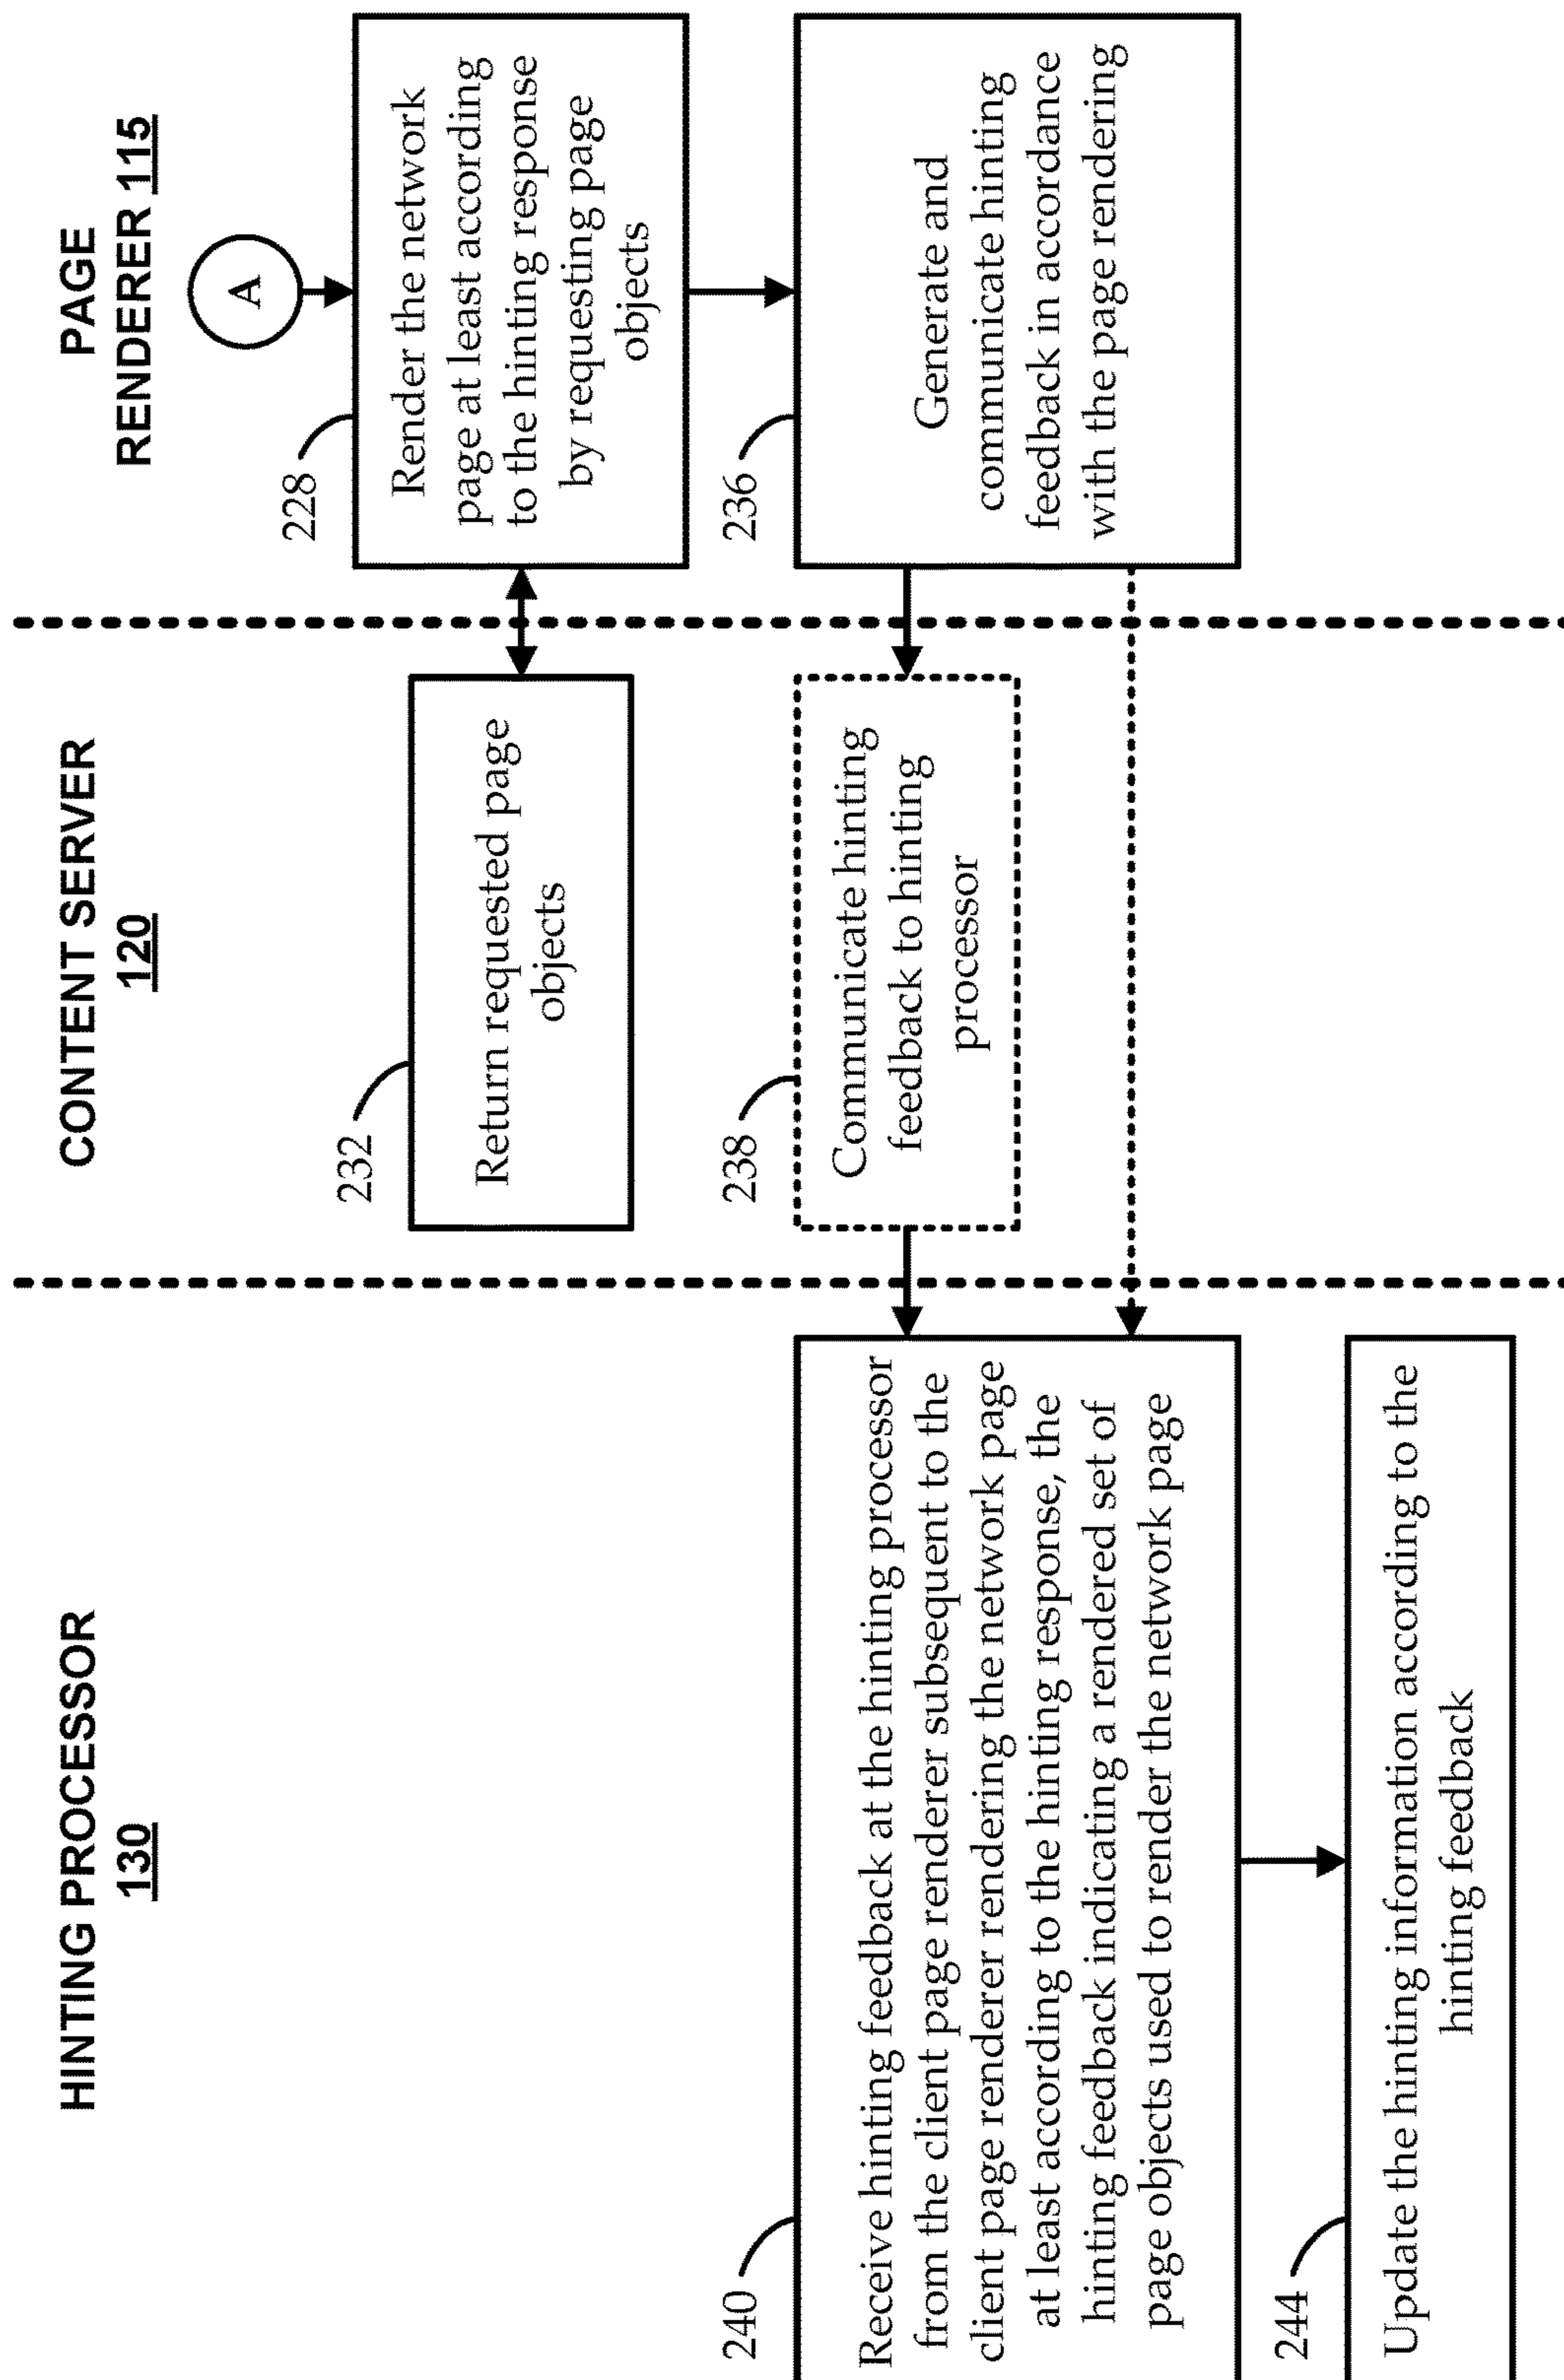 HINTING PROCESSOR
130
CONTENT SERVER
120
PAGE
RENDERER 115
A
228
Render the network
page at least according
to the hinting response
by requesting page
objects
232
Return requested page
objects
236
Generate and
communicate hinting
feedback in accordance
with the page rendering
238
Communicate hinting
feedback to hinting
processor
240
Receive hinting feedback at the hinting processor
from the client page renderer subsequent to the
client page renderer rendering the network page
at least according to the hinting response, the
hinting feedback indicating a rendered set of
page objects used to render the network page
244
Update the hinting information according to the
hinting feedback